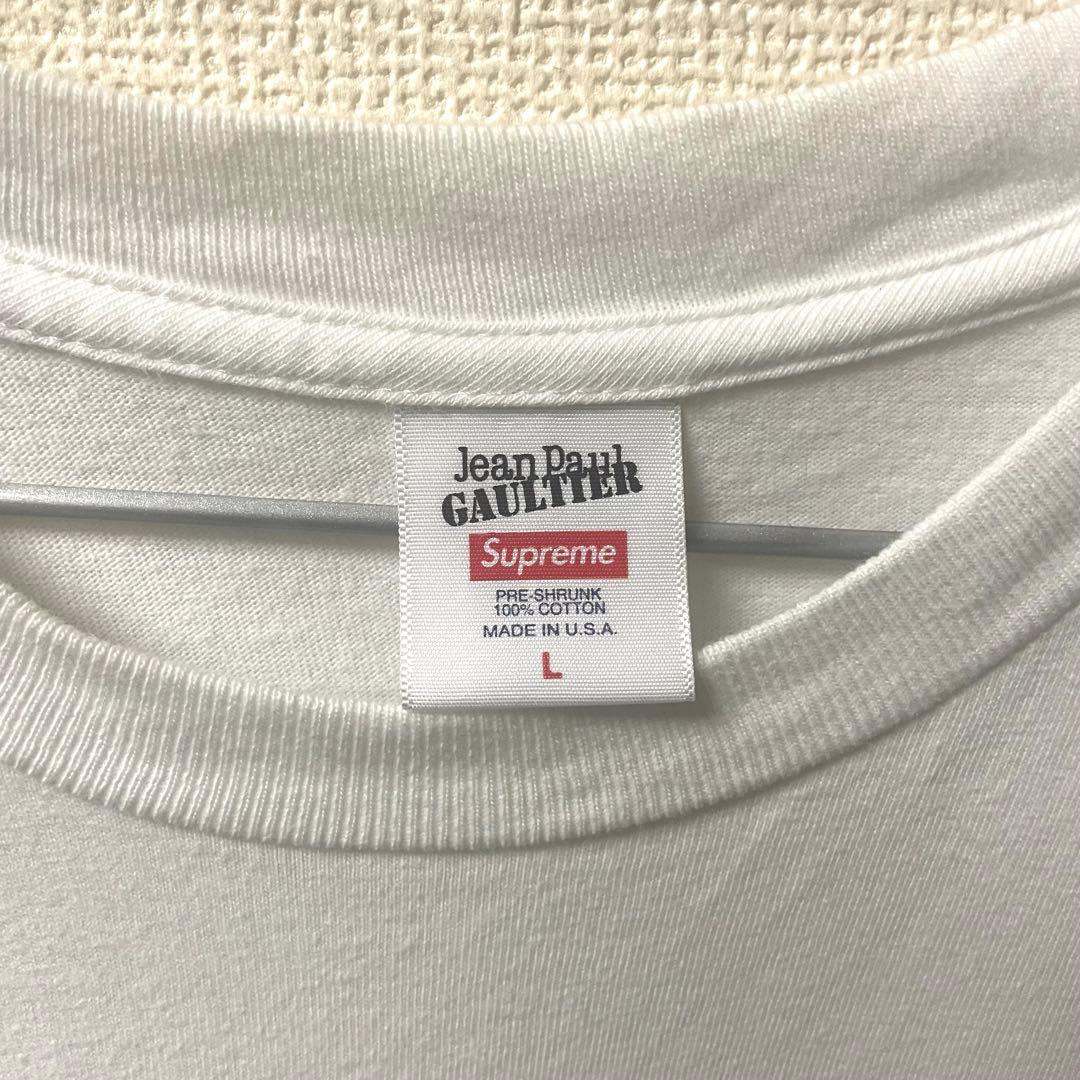 Jean Paul
GAULTIER
Supreme
PRE-SHRUNK
100% COTTON
MADE IN U.S.A.
L